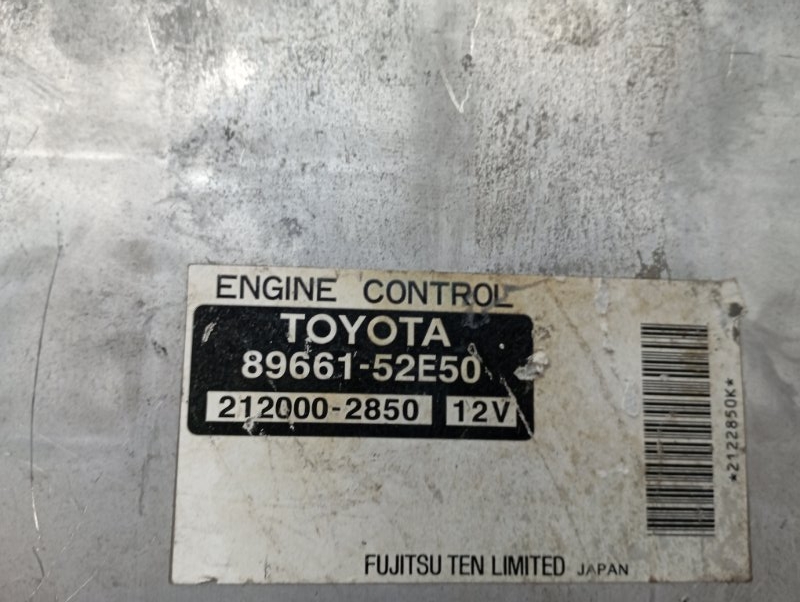 ENGINE CONTROL
TOYOTA
89661-52E50
212000-2850 12V
*2122850K*
FUJITSU TEN LIMITED JAPAN